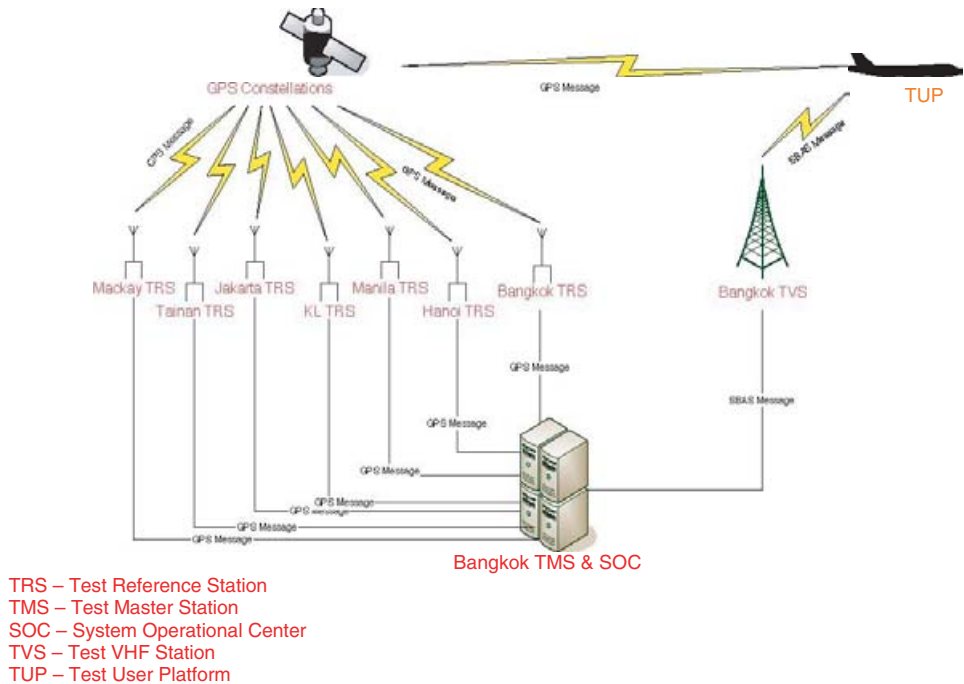 GPS Constellations
GPS Message
TUP
GPS Message
GPS Message
SBAS Message
Mackay TRS
Jakarta TRS
Manila TRS
Bangkok TRS
Bangkok TVS
Tainan TRS
KL TRS
Hanoi TRS
GPS Message
SBAS Message
GPS Message
GPS Message
GPS Message
GPS Message
GPS Message
GPS Message
Bangkok TMS & SOC
TRS – Test Reference Station
TMS – Test Master Station
SOC – System Operational Center
TVS – Test VHF Station
TUP – Test User Platform